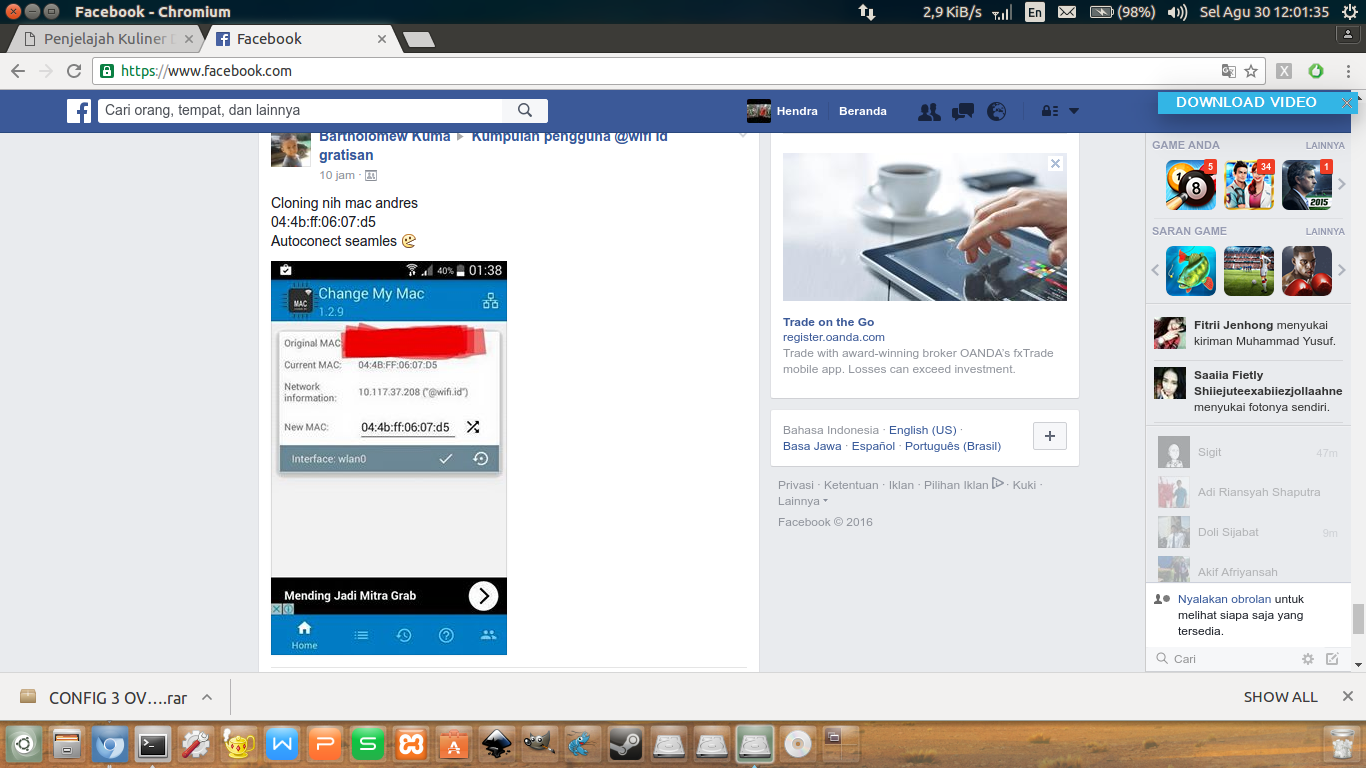 Facebook - Chromium
2,9 KiB/s
En
(98%)
Sel Agu 30 12:01:35
Penjelajah Kuliner
Facebook
https://www.facebook.com
Cari orang, tempat, dan lainnya
Hendra
Beranda
DOWNLOAD VIDEO
Bartholomew Kuma
Kumpulan pengguna @wifi id
gratisan
10 jam ·
Cloning nih mac andres
04:4b:ff:06:07:d5
Autoconect seamles
40%
01:38
MAC
Change My Mac
1.2.9
Original MAC:
Current MAC:
04:4B:FF:06:07:D5
Network
information:
10.117.37.208 ("@wifi.id")
New MAC:
04:4b:ff:06:07:d5
Interface: wlan0
Mending Jadi Mitra Grab
Home
Trade on the Go
register.oanda.com
Trade with award-winning broker OANDA's fxTrade
mobile app. Losses can exceed investment.
Bahasa Indonesia · English (US) ·
Basa Jawa · Español · Português (Brasil)
Privasi · Ketentuan · Iklan · Pilihan Iklan · Kuki ·
Lainnya
Facebook © 2016
GAME ANDA
LAINNYA
5
34
1
1
8
2015
SARAN GAME
LAINNYA
Fitrii Jenhong menyukai
kiriman Muhammad Yusuf.
Saaiia Fietly
Shiiejuteexabiiezjollaahne
menyukai fotonya sendiri.
Sigit
47m
Adi Riansyah Shaputra
Doli Sijabat
9m
Akif Afriyansah
Nyalakan obrolan untuk
melihat siapa saja yang
tersedia.
Cari
CONFIG 3 OV....rar
SHOW ALL
W
P
S
A